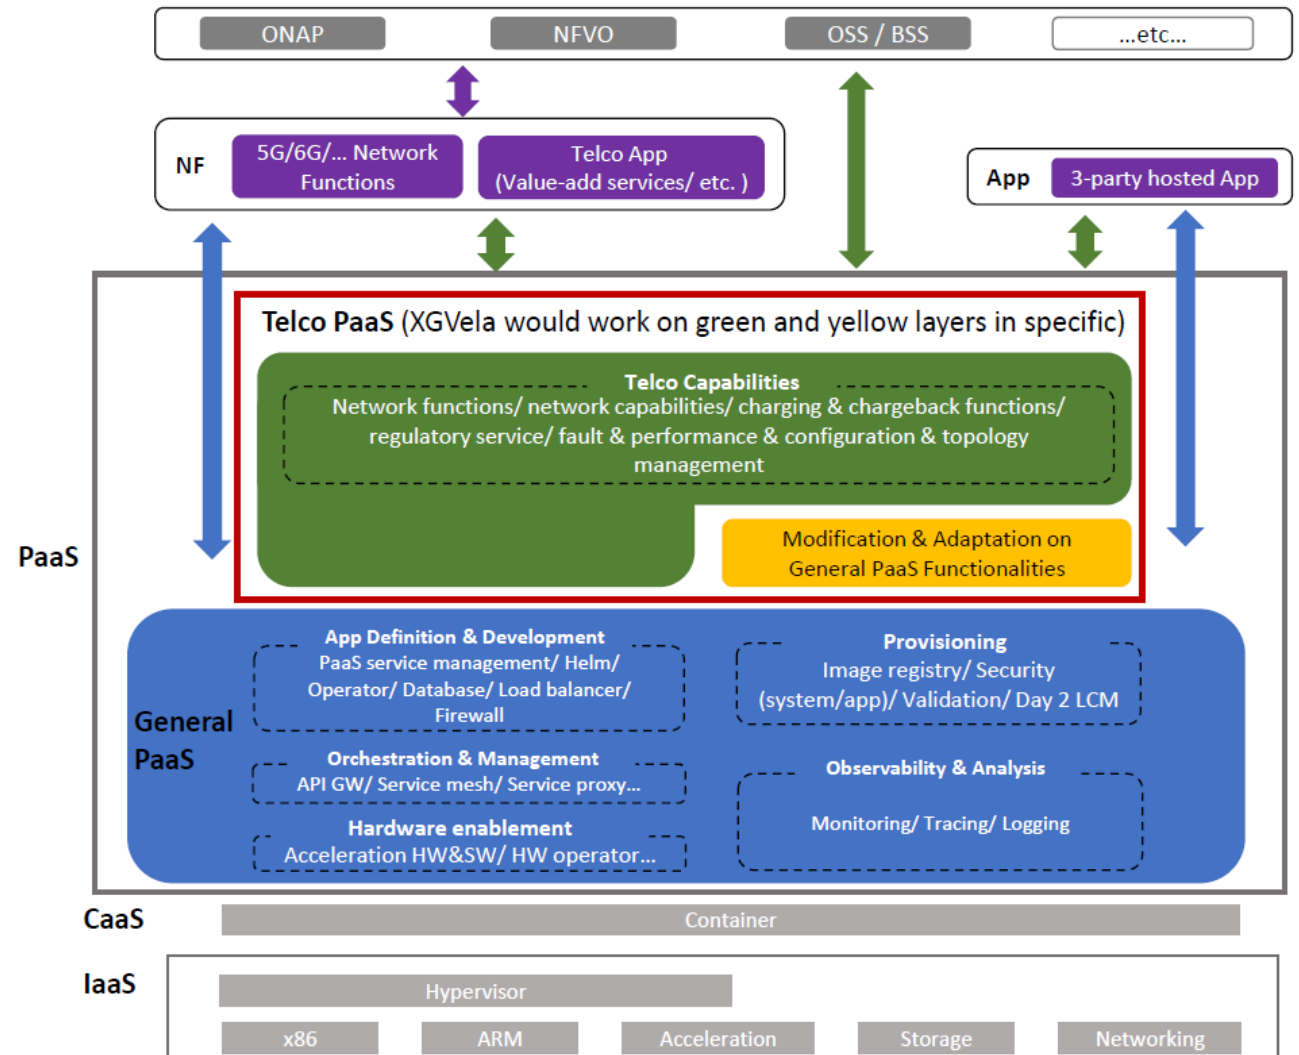 ONAP
NFVO
OSS / BSS
...etc...
NF
5G/6G/... Network
Functions
Telco App
(Value-add services/ etc. )
App
3-party hosted App
PaaS
Telco PaaS (XGVela would work on green and yellow layers in specific)
Telco Capabilities
Network functions/ network capabilities/ charging & chargeback functions/
regulatory service/ fault & performance & configuration & topology
management
Modification & Adaptation on
General PaaS Functionalities
General
PaaS
App Definition & Development
PaaS service management/ Helm/
Operator/ Database/ Load balancer/
Firewall
Orchestration & Management
API GW/ Service mesh/ Service proxy...
Hardware enablement
Acceleration HW&SW/ HW operator...
Provisioning
Image registry/ Security
(system/app)/ Validation/ Day 2 LCM
Observability & Analysis
Monitoring/ Tracing/ Logging
CaaS
Container
IaaS
Hypervisor
x86
ARM
Acceleration
Storage
Networking